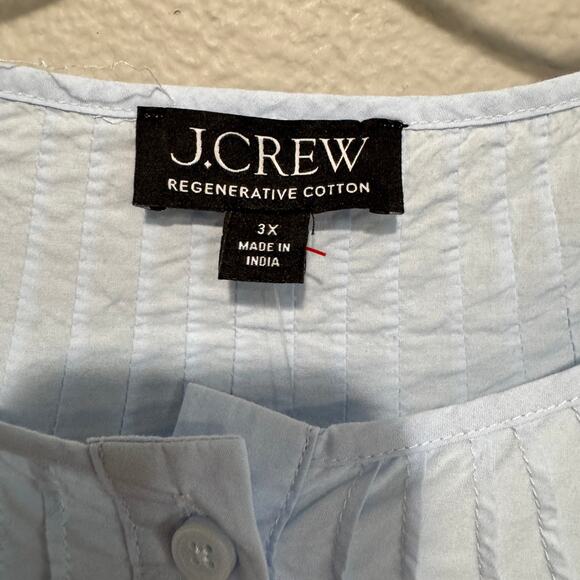 J.CREW
REGENERATIVE COTTON
3X
MADE IN
INDIA